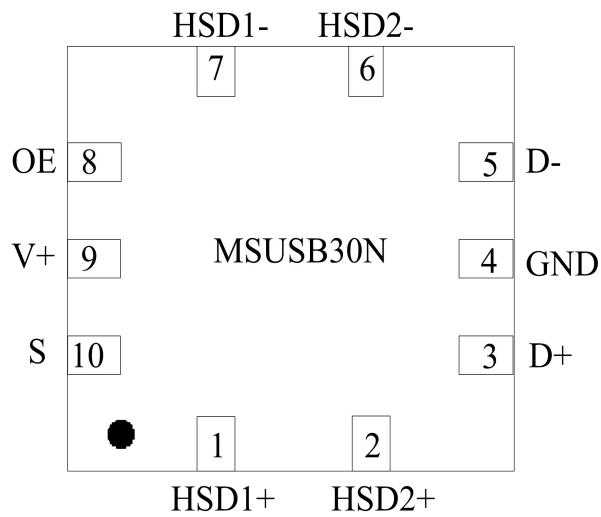 HSD1- HSD2-
7 6
OE 8 5 D-
V+ 9 MSUSB30N 4 GND
S 10 3 D+
1 2
HSD1+ HSD2+